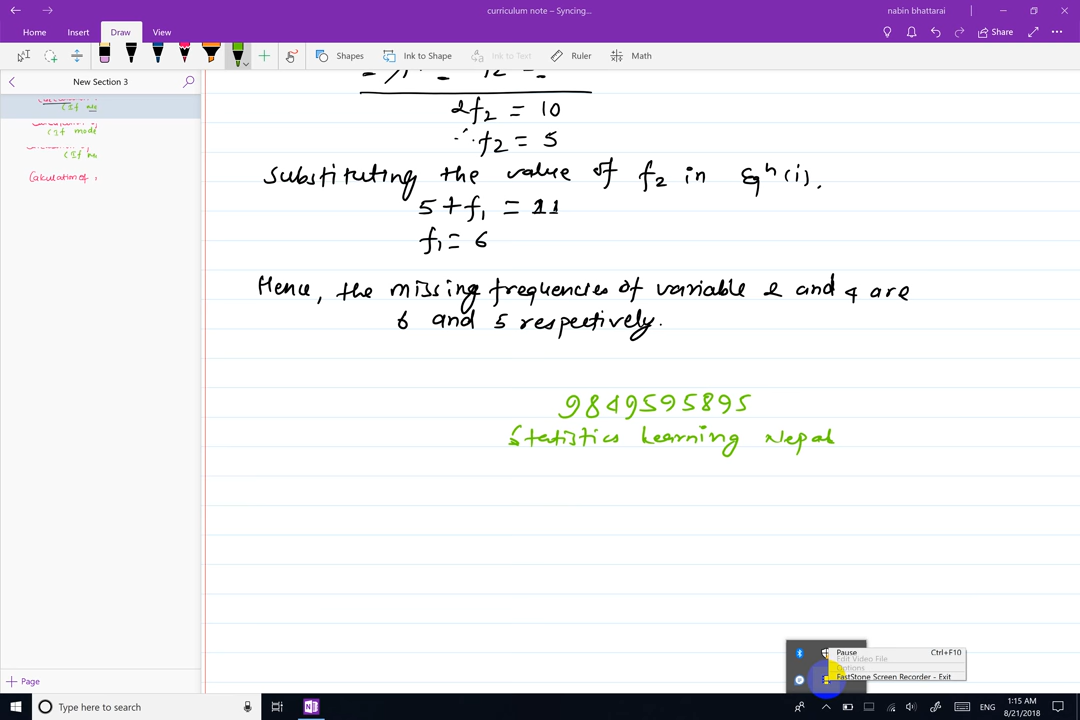 curriculum note – Syncing...
nabin bhattarai
Home Insert Draw View
Share
Shapes
Ink to Shape
Ink to Text
Ruler
Math
New Section 3
(If mode
Calculation of
2f2 = 10
∴ f2 = 5
Substituting the value of f2 in Eqn (i).
5 + f1 = 11
f1 = 6
Hence, the missing frequencies of variable 2 and 4 are
6 and 5 respectively.
9849595895
Statistics Learning Nepal
Pause Ctrl+F10
Edit Video File
Options
FastStone Screen Recorder - Exit
+ Page
Type here to search
ENG
1:15 AM
8/21/2018